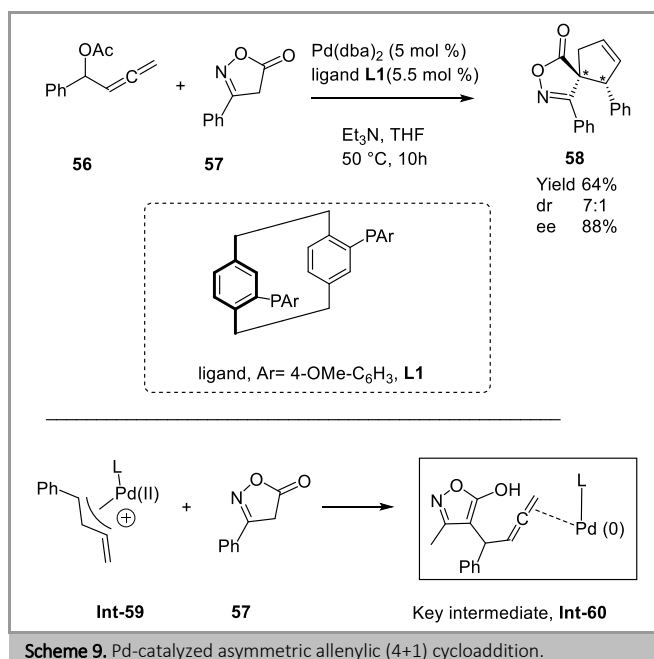 OAc
Ph
56
+
O
N
O
Ph
57
Pd(dba)₂ (5 mol %)
ligand L1(5.5 mol %)
Et₃N, THF
50 °C, 10h
O
O
N
*
*
Ph
Ph
58
Yield 64%
dr 7:1
ee 88%
PAr
PAr
ligand, Ar= 4-OMe-C₆H₃, L1
Ph
L
Pd(II)
+
Int-59
+
O
N
O
Ph
57
O
N
OH
Ph
L
Pd (0)
Key intermediate, Int-60
Scheme 9. Pd-catalyzed asymmetric allenylic (4+1) cycloaddition.